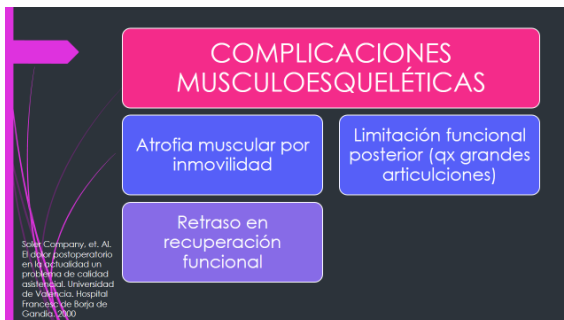 COMPLICACIONES
MUSCULOESQUELÉTICAS
Atrofia muscular por
inmovilidad
Limitación funcional
posterior (qx grandes
articulciones)
Retraso en
recuperación
funcional
Soler Company, et. Al.
El dolor postoperatorio
en la actualidad un
problema de calidad
asistencial. Universidad
de Valencia. Hospital
Francesc de Borja de
Gandia. 2000